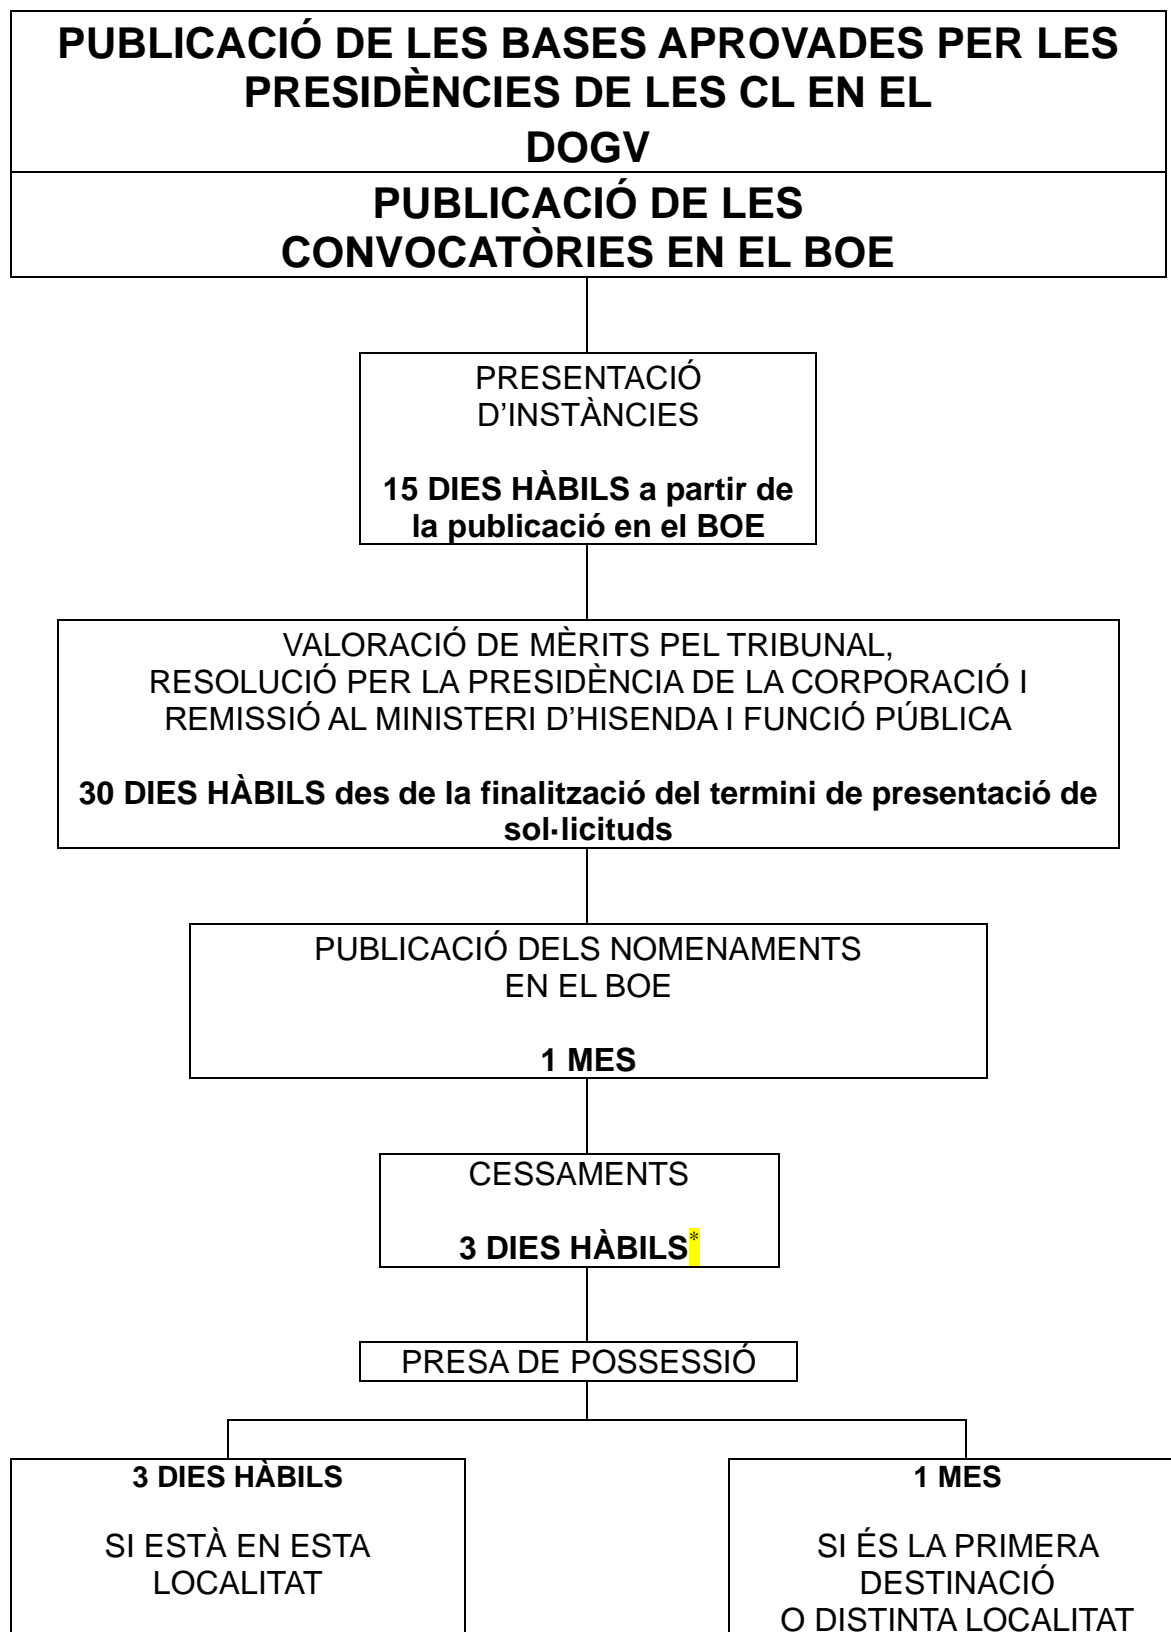 PUBLICACIÓ DE LES BASES APROVADES PER LES
PRESIDÈNCIES DE LES CL EN EL
DOGV
PUBLICACIÓ DE LES
CONVOCATÒRIES EN EL BOE
PRESENTACIÓ
D’INSTÀNCIES
15 DIES HÀBILS a partir de
la publicació en el BOE
VALORACIÓ DE MÈRITS PEL TRIBUNAL,
RESOLUCIÓ PER LA PRESIDÈNCIA DE LA CORPORACIÓ I
REMISSIÓ AL MINISTERI D’HISENDA I FUNCIÓ PÚBLICA
30 DIES HÀBILS des de la finalització del termini de presentació de
sol·licituds
PUBLICACIÓ DELS NOMENAMENTS
EN EL BOE
1 MES
CESSAMENTS
3 DIES HÀBILS*
PRESA DE POSSESSIÓ
3 DIES HÀBILS
SI ESTÀ EN ESTA
LOCALITAT
1 MES
SI ÉS LA PRIMERA
DESTINACIÓ
O DISTINTA LOCALITAT